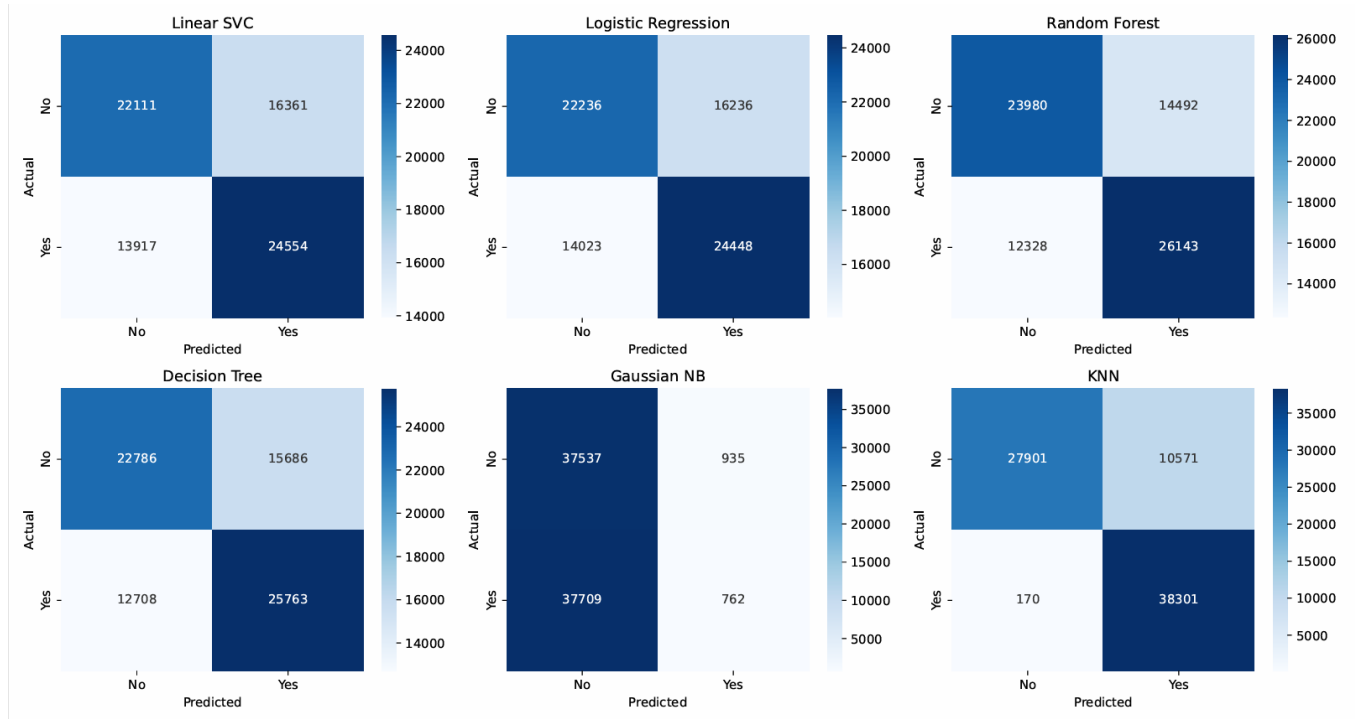 Linear SVC
No
Yes
Actual
22111 16361
13917 24554
No Yes
Predicted
24000
22000
20000
18000
16000
14000
Logistic Regression
No
Yes
Actual
22236 16236
14023 24448
No Yes
Predicted
24000
22000
20000
18000
16000
Random Forest
No
Yes
Actual
23980 14492
12328 26143
No Yes
Predicted
26000
24000
22000
20000
18000
16000
14000
Decision Tree
No
Yes
Actual
22786 15686
12708 25763
No Yes
Predicted
24000
22000
20000
18000
16000
14000
Gaussian NB
No
Yes
Actual
37537 935
37709 762
No Yes
Predicted
35000
30000
25000
20000
15000
10000
5000
KNN
No
Yes
Actual
27901 10571
170 38301
No Yes
Predicted
35000
30000
25000
20000
15000
10000
5000